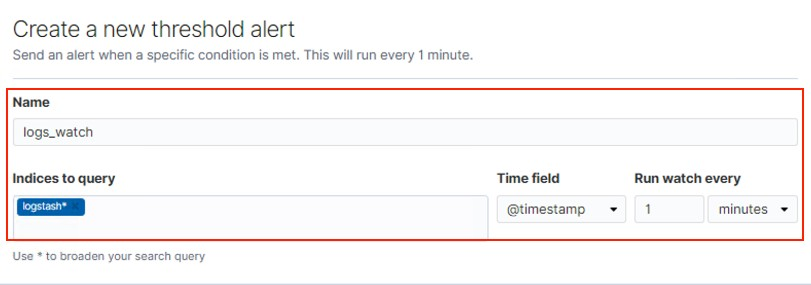 Create a new threshold alert
Send an alert when a specific condition is met. This will run every 1 minute.
Name
logs_watch
Indices to query Time field Run watch every
logstash* × @timestamp 1 minutes
Use * to broaden your search query